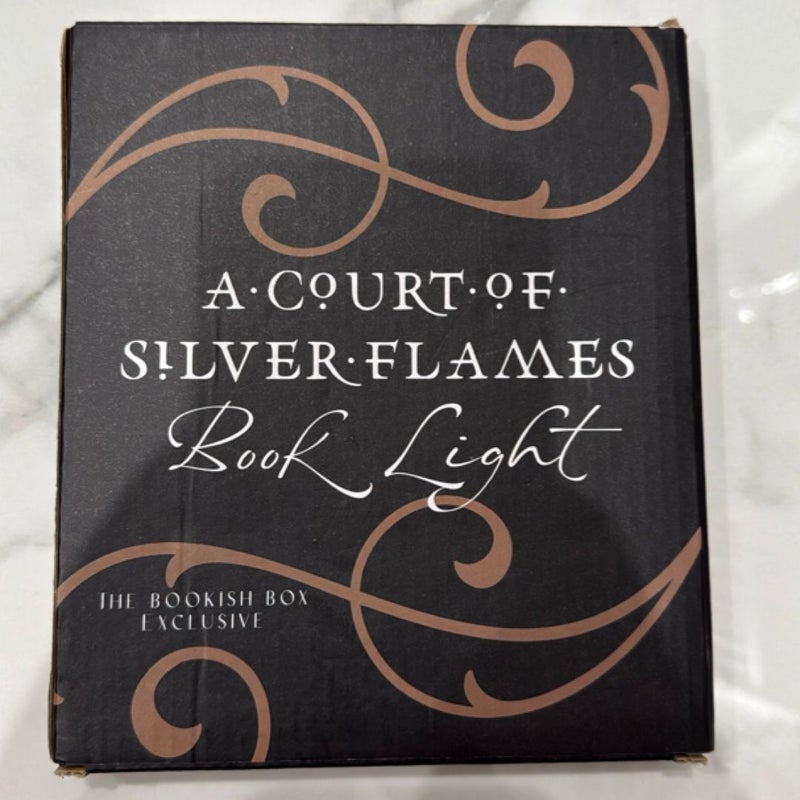 A·COURT·OF·
SILVER·FLAMES
Book Light
THE BOOKISH BOX
EXCLUSIVE